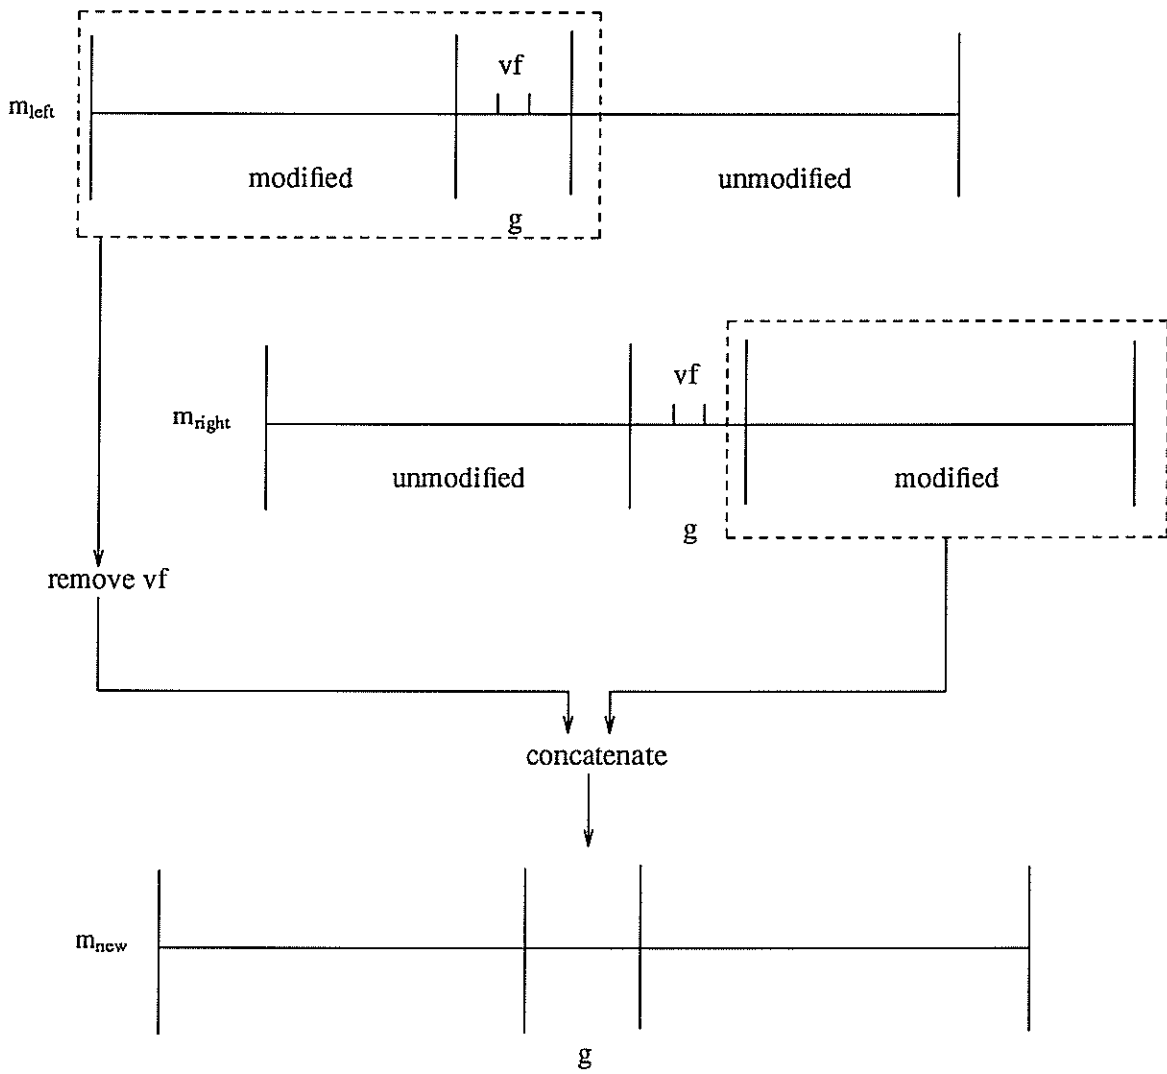 vf
m_left
modified
unmodified
g
vf
m_right
unmodified
modified
g
remove vf
concatenate
m_new
g